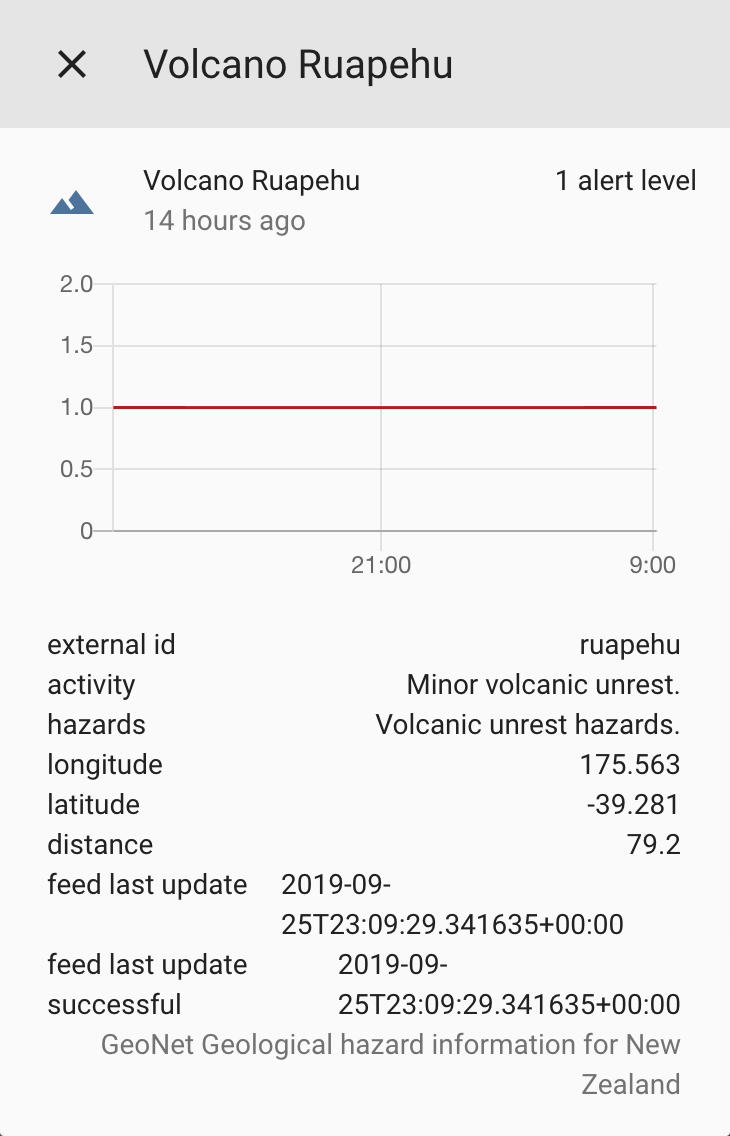 Volcano Ruapehu
Volcano Ruapehu 1 alert level
14 hours ago
2.0
1.5
1.0
0.5
0
21:00 9:00
external id ruapehu
activity Minor volcanic unrest.
hazards Volcanic unrest hazards.
longitude 175.563
latitude -39.281
distance 79.2
feed last update 2019-09-
25T23:09:29.341635+00:00
feed last update 2019-09-
successful 25T23:09:29.341635+00:00
GeoNet Geological hazard information for New
Zealand